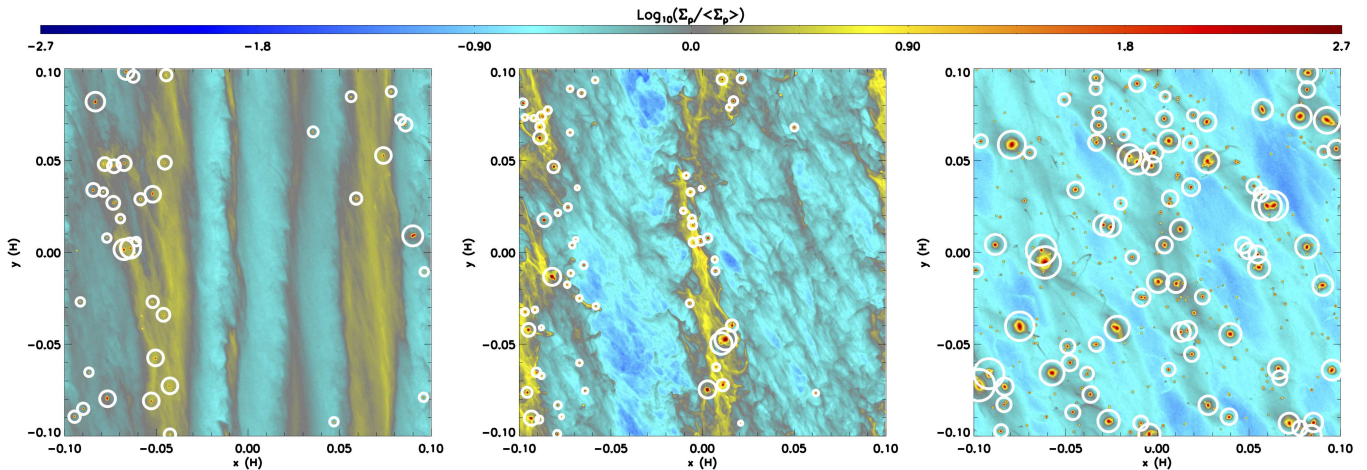 Log₁₀(Σₚ/<Σₚ>)
−2.7 −1.8 −0.90 0.0 0.90 1.8 2.7
0.10 0.10 0.10
0.05 0.05 0.05
y (H) 0.00 y (H) 0.00 y (H) 0.00
−0.05 −0.05 −0.05
−0.10 −0.10 −0.10
−0.10 −0.05 0.00 0.05 0.10 −0.10 −0.05 0.00 0.05 0.10 −0.10 −0.05 0.00 0.05 0.10
x (H) x (H) x (H)